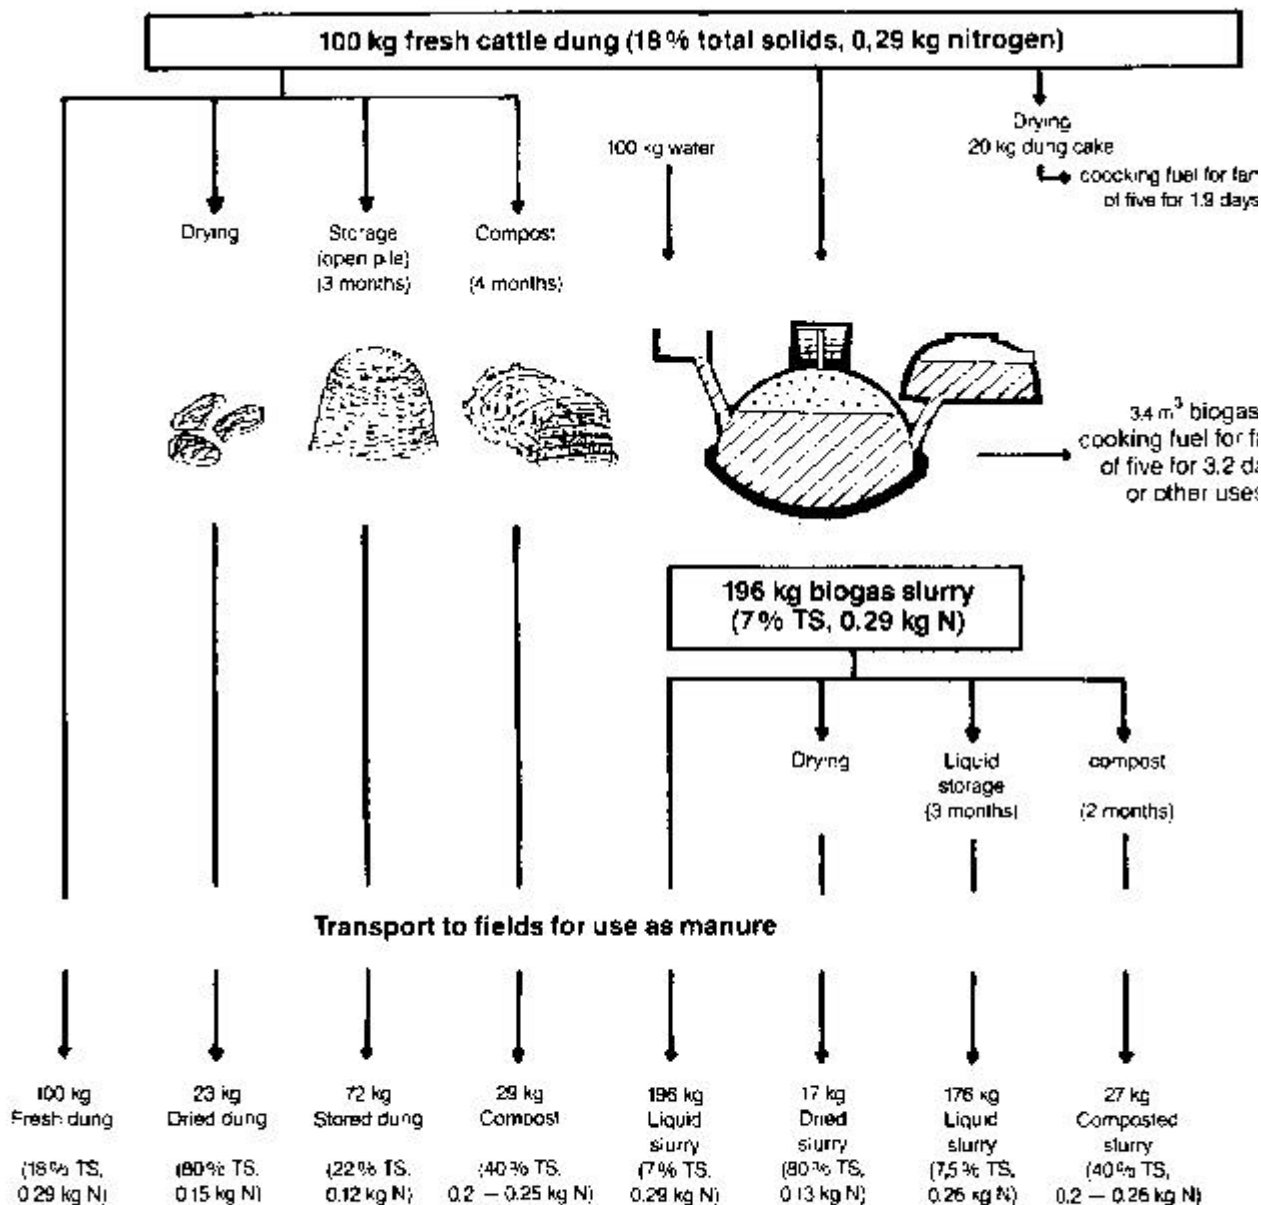 100 kg fresh cattle dung (18% total solids, 0,29 kg nitrogen)
Drying
20 kg dung cake
coocking fuel for
of five for 1.9 days
100 kg water
Drying
Storage
(open pile)
(3 months)
Compost
(4 months)
3.4 m³ biogas
cooking fuel for
of five for 3.2
or other uses
196 kg biogas slurry
(7% TS, 0.29 kg N)
Drying
Liquid
storage
(3 months)
compost
(2 months)
Transport to fields for use as manure
100 kg
Fresh dung
(18% TS,
0.29 kg N)
23 kg
Dried dung
(80% TS.
0.15 kg N)
72 kg
Stored dung
(22% TS.
0.12 kg N)
29 kg
Compost
(40% TS.
0.2 – 0.25 kg N)
196 kg
Liquid
slurry
(7% TS.
0.29 kg N)
17 kg
Dried
slurry
(80% TS,
0.13 kg N)
176 kg
Liquid
slurry
(7,5% TS,
0.26 kg N)
27 kg
Composted
slurry
(40% TS,
0.2 – 0.26 kg N)